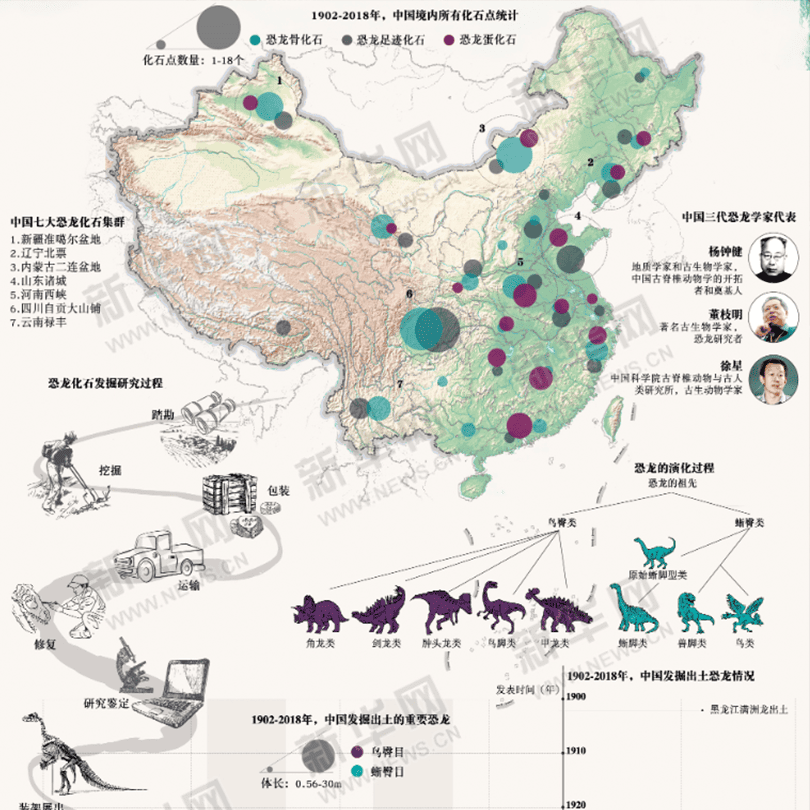 1902-2018年，中国境内所有化石点统计
恐龙骨化石
恐龙足迹化石
恐龙蛋化石
化石点数量：1-18个
1
2
3
4
5
6
7
中国七大恐龙化石集群
1.新疆准噶尔盆地
2.辽宁北票
3.内蒙古二连盆地
4.山东诸城
5.河南西峡
6.四川自贡大山铺
7.云南禄丰
中国三代恐龙学家代表
杨钟健
地质学家和古生物学家，
中国古脊椎动物学的开拓
者和奠基人
董枝明
著名古生物学家，
恐龙研究者
徐星
中国科学院古脊椎动物与古人
类研究所，古生动物学家
恐龙化石发掘研究过程
踏勘
挖掘
包装
运输
修复
研究鉴定
装架展出
恐龙的演化过程
恐龙的祖先
鸟臀类
蜥臀类
原始蜥脚型类
角龙类
剑龙类
肿头龙类
鸟脚类
甲龙类
蜥脚类
兽脚类
鸟类
1902-2018年，中国发掘出土恐龙情况
发表时间（年）
1900
黑龙江满洲龙出土
1910
1920
1902-2018年，中国发掘出土的重要恐龙
鸟臀目
蜥臀目
体长：0.56-30m
新华网
WWW.NEWS.CN